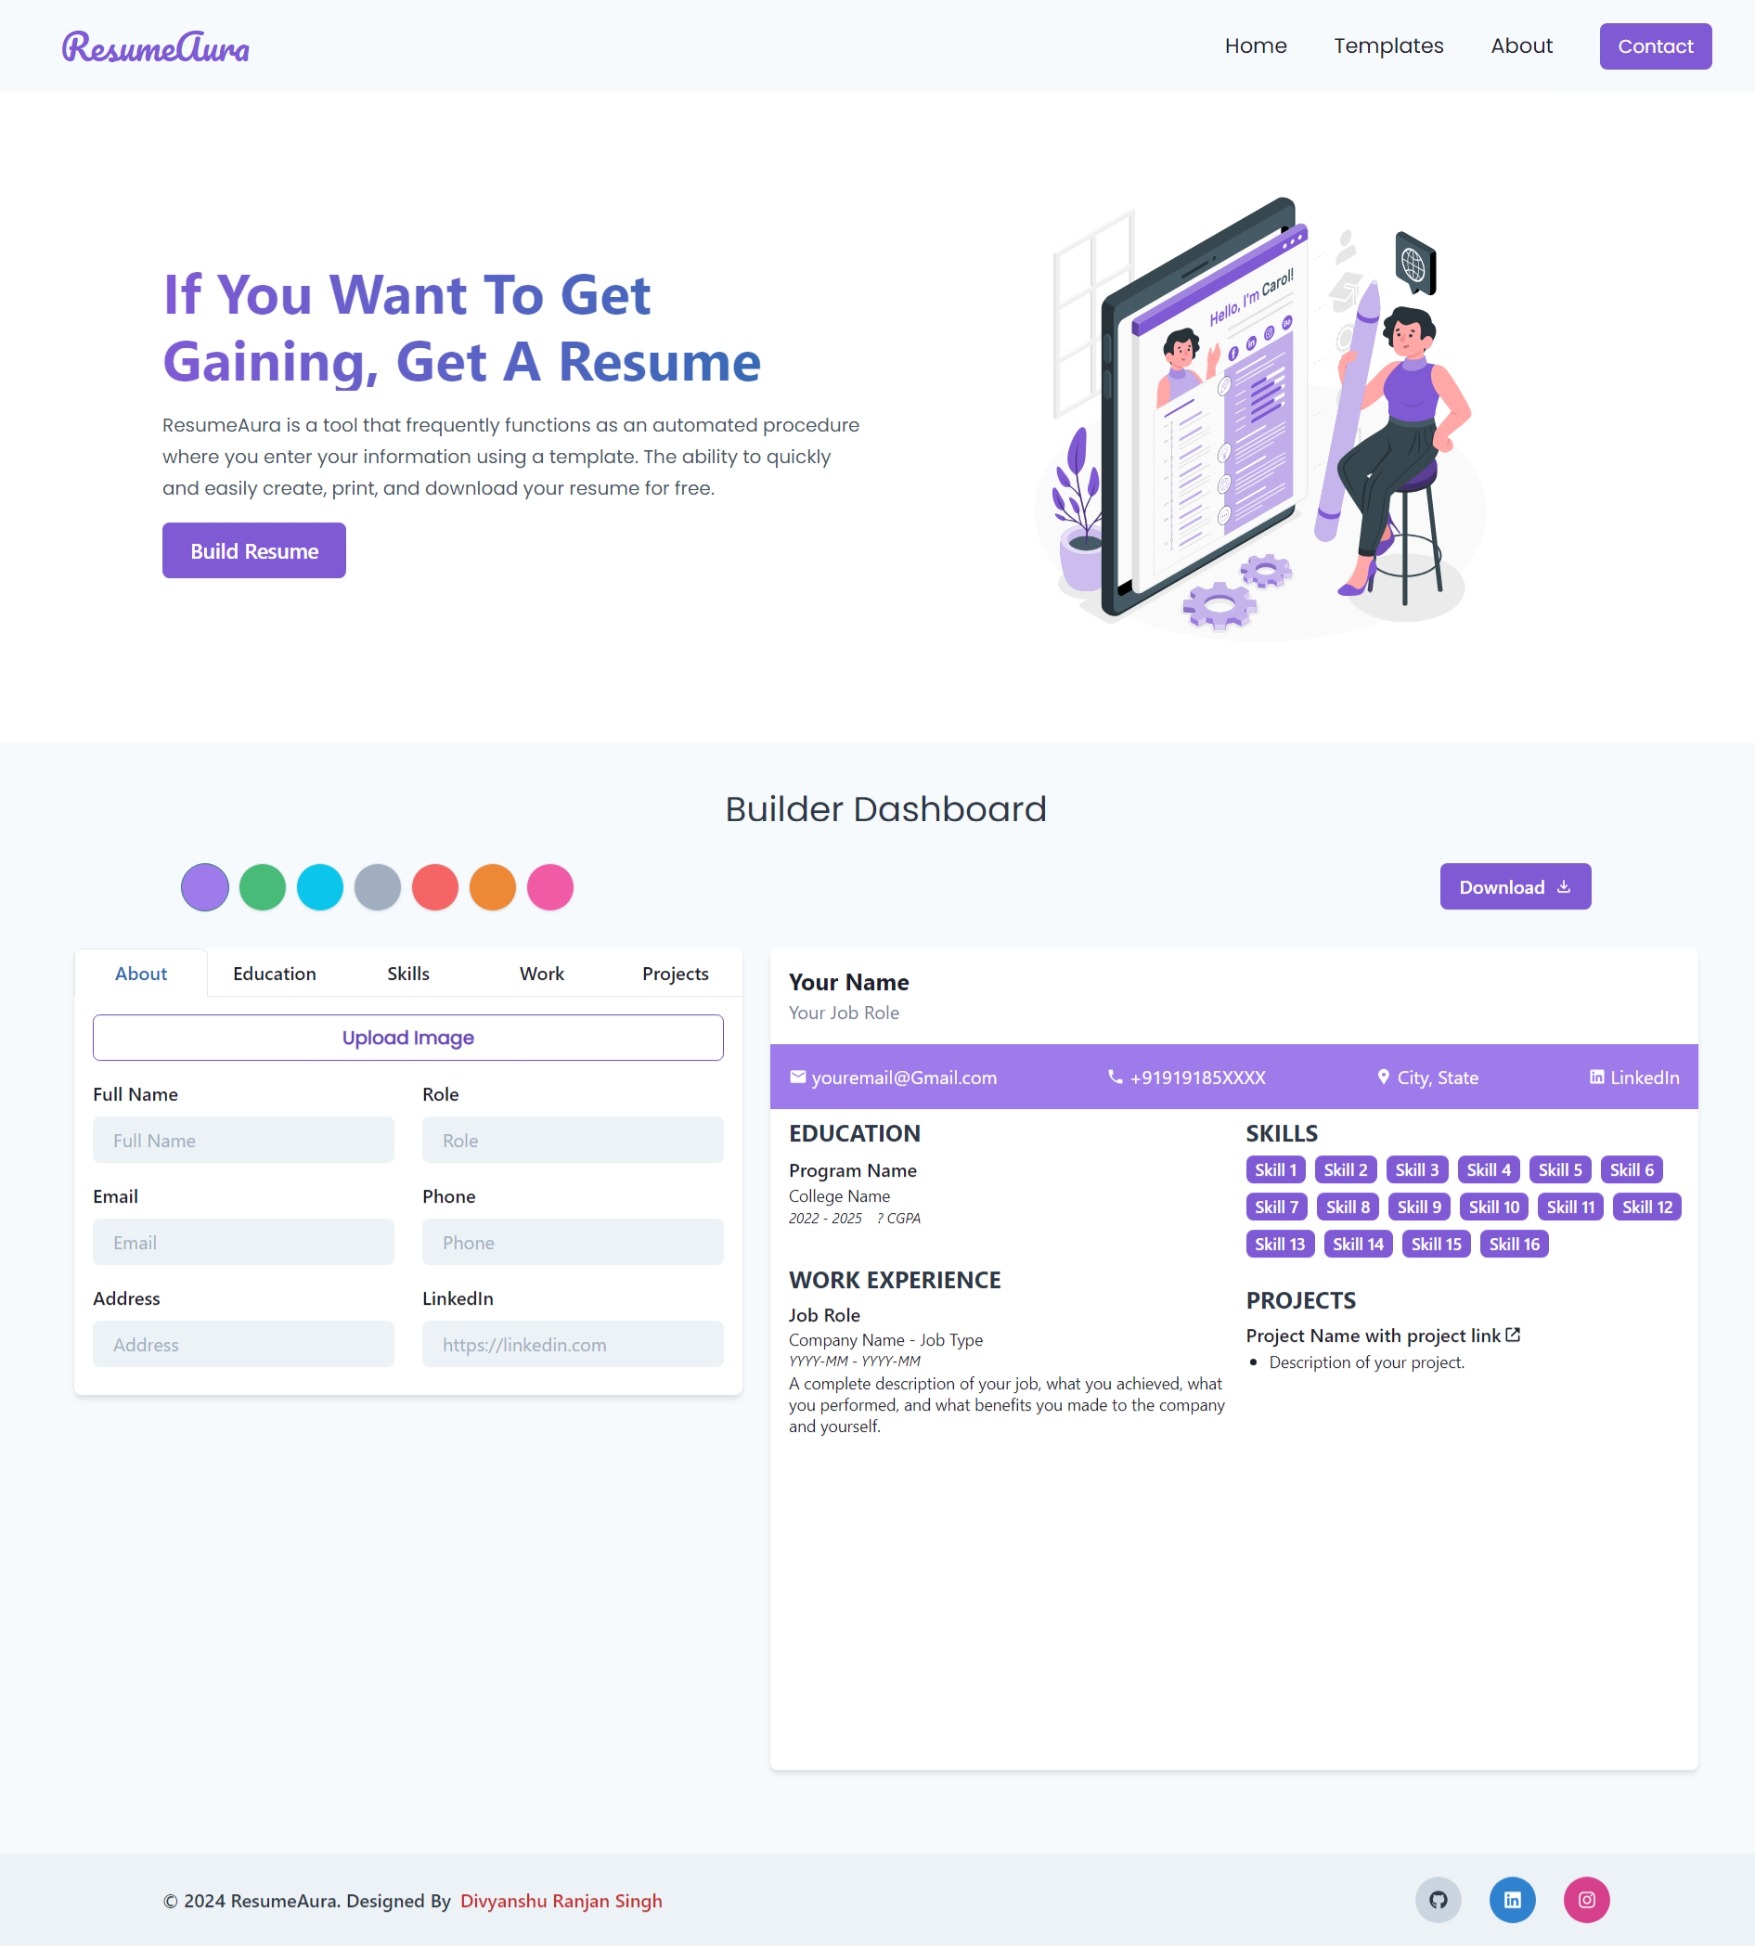 ResumeAura
Home Templates About Contact
If You Want To Get
Gaining, Get A Resume
ResumeAura is a tool that frequently functions as an automated procedure
where you enter your information using a template. The ability to quickly
and easily create, print, and download your resume for free.
Build Resume
Hello, I'm Carol!
Builder Dashboard
Download
About Education Skills Work Projects
Upload Image
Full Name Role
Full Name Role
Email Phone
Email Phone
Address LinkedIn
Address https://linkedin.com
Your Name
Your Job Role
youremail@Gmail.com +91919185XXXX City, State LinkedIn
EDUCATION
Program Name
College Name
2022 - 2025 ? CGPA
WORK EXPERIENCE
Job Role
Company Name - Job Type
YYYY-MM - YYYY-MM
A complete description of your job, what you achieved, what
you performed, and what benefits you made to the company
and yourself.
SKILLS
Skill 1 Skill 2 Skill 3 Skill 4 Skill 5 Skill 6
Skill 7 Skill 8 Skill 9 Skill 10 Skill 11 Skill 12
Skill 13 Skill 14 Skill 15 Skill 16
PROJECTS
Project Name with project link
• Description of your project.
© 2024 ResumeAura. Designed By Divyanshu Ranjan Singh